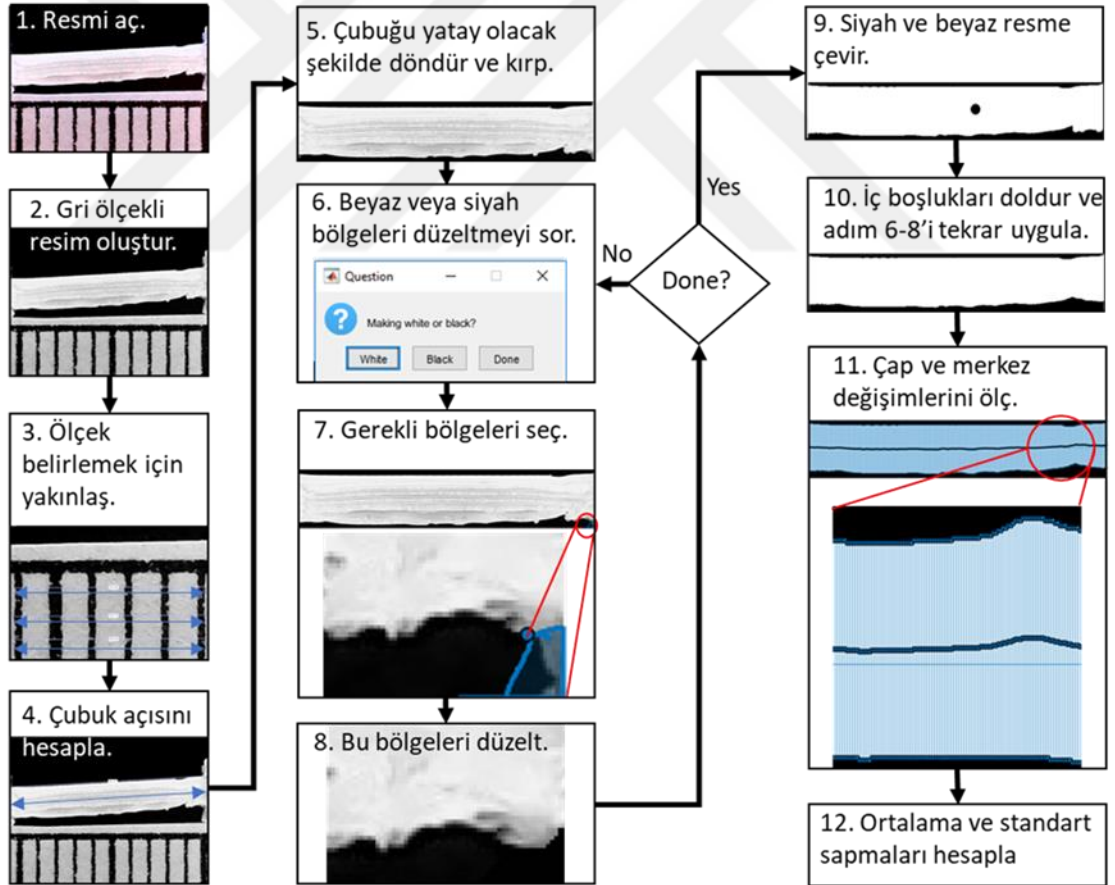 1. Resmi aç.
2. Gri ölçekli
resim oluştur.
3. Ölçek
belirlemek için
yakınlaş.
4. Çubuk açısını
hesapla.
5. Çubuğu yatay olacak
şekilde döndür ve kırp.
6. Beyaz veya siyah
bölgeleri düzeltmeyi sor.
Question
Making white or black?
White Black Done
7. Gerekli bölgeleri seç.
8. Bu bölgeleri düzelt.
Done?
No
Yes
9. Siyah ve beyaz resme
çevir.
10. İç boşlukları doldur ve
adım 6-8’i tekrar uygula.
11. Çap ve merkez
değişimlerini ölç.
12. Ortalama ve standart
sapmaları hesapla